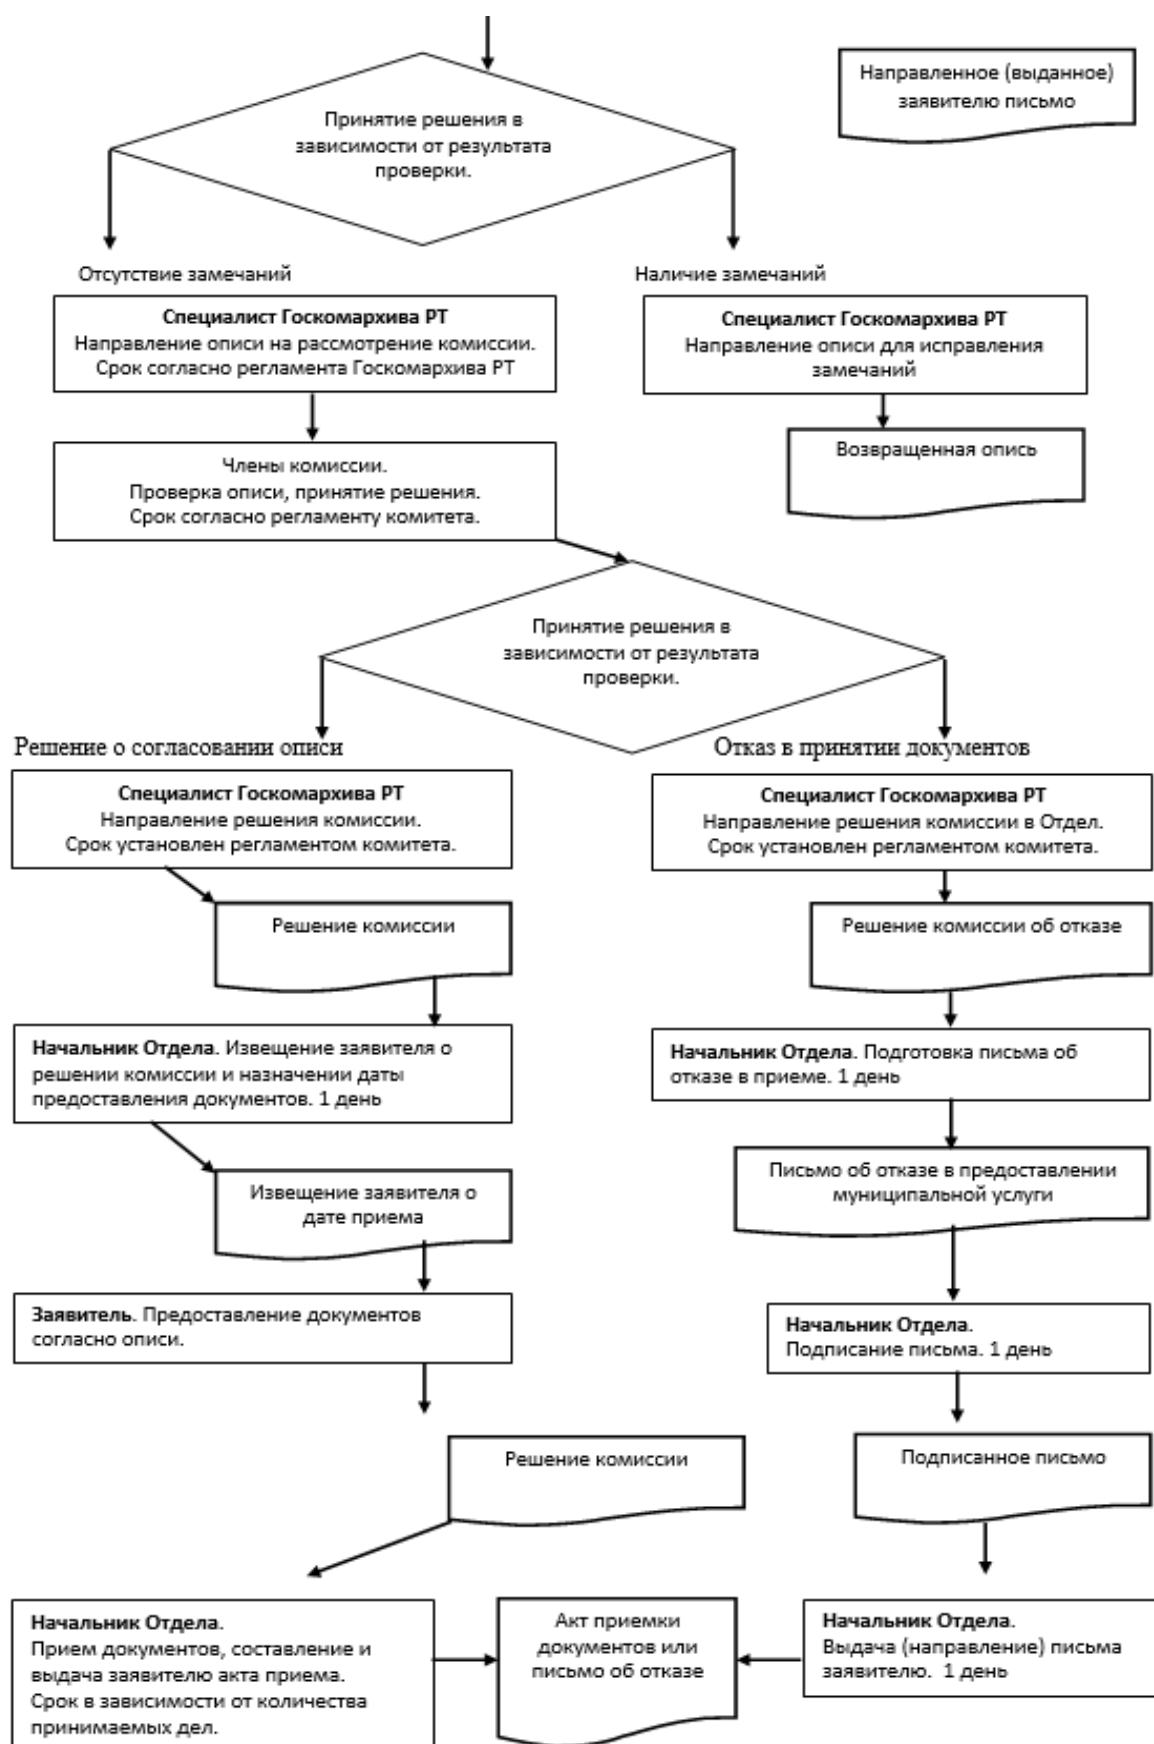 Направленное (выданное)
заявителю письмо
Принятие решения в
зависимости от результата
проверки.
Отсутствие замечаний
Наличие замечаний
Специалист Госкомархива РТ
Направление описи на рассмотрение комиссии.
Срок согласно регламента Госкомархива РТ
Специалист Госкомархива РТ
Направление описи для исправления
замечаний
Возвращенная опись
Члены комиссии.
Проверка описи, принятие решения.
Срок согласно регламенту комитета.
Принятие решения в
зависимости от результата
проверки.
Решение о согласовании описи
Отказ в принятии документов
Специалист Госкомархива РТ
Направление решения комиссии.
Срок установлен регламентом комитета.
Специалист Госкомархива РТ
Направление решения комиссии в Отдел.
Срок установлен регламентом комитета.
Решение комиссии
Решение комиссии об отказе
Начальник Отдела. Извещение заявителя о
решении комиссии и назначении даты
предоставления документов. 1 день
Начальник Отдела. Подготовка письма об
отказе в приеме. 1 день
Извещение заявителя о
дате приема
Письмо об отказе в предоставлении
муниципальной услуги
Заявитель. Предоставление документов
согласно описи.
Начальник Отдела.
Подписание письма. 1 день
Решение комиссии
Подписанное письмо
Начальник Отдела.
Прием документов, составление и
выдача заявителю акта приема.
Срок в зависимости от количества
принимаемых дел.
Акт приемки
документов или
письмо об отказе
Начальник Отдела.
Выдача (направление) письма
заявителю. 1 день